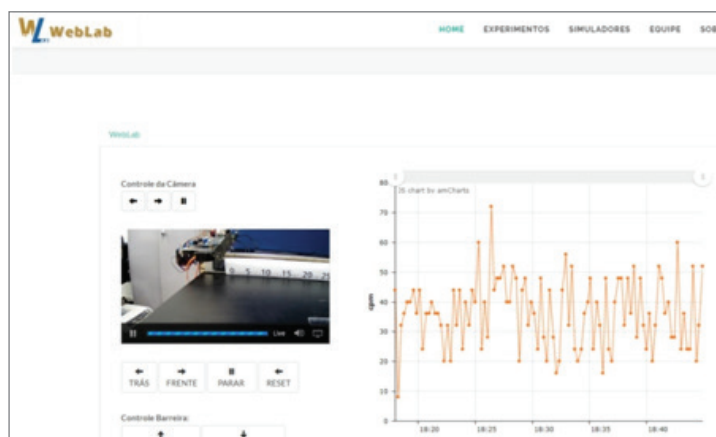 WL WebLab
HOME EXPERIMENTOS SIMULADORES EQUIPE SOB
WebLab
Controle da Câmera
JS chart by amCharts
80
70
60
50
40
30
20
10
0
cpm
18:20 18:25 18:30 18:35 18:40
0 5 10 15 20 25
Live
TRÁS FRENTE PARAR RESET
Controle Barreira: